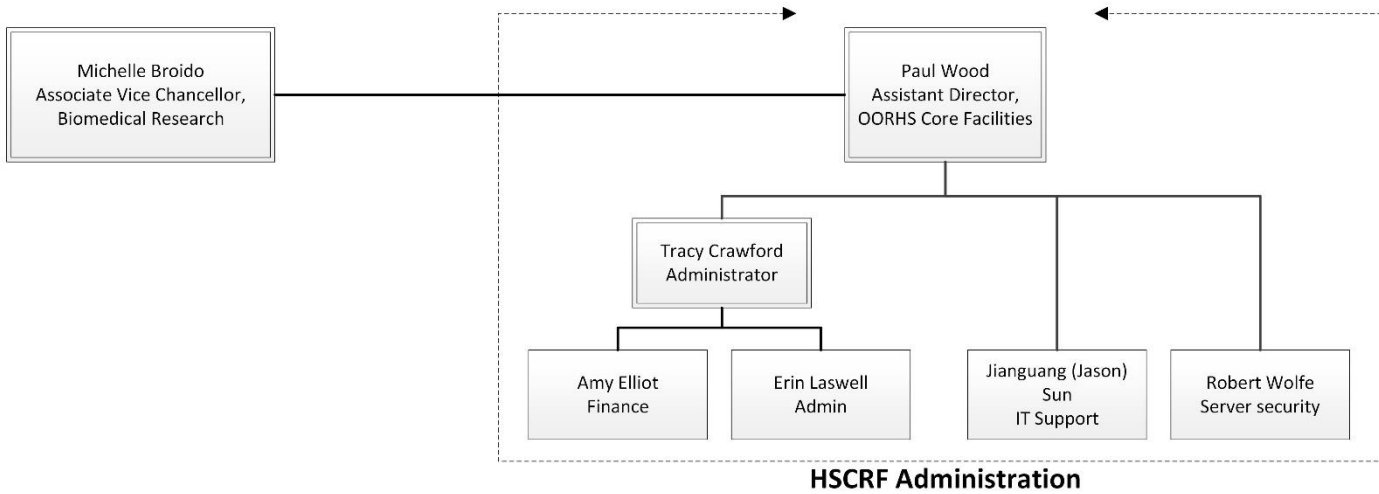 Michelle Broido
Associate Vice Chancellor,
Biomedical Research
Paul Wood
Assistant Director,
OORHS Core Facilities
Tracy Crawford
Administrator
Amy Elliot
Finance
Erin Laswell
Admin
Jianguang (Jason)
Sun
IT Support
Robert Wolfe
Server security
HSCRF Administration